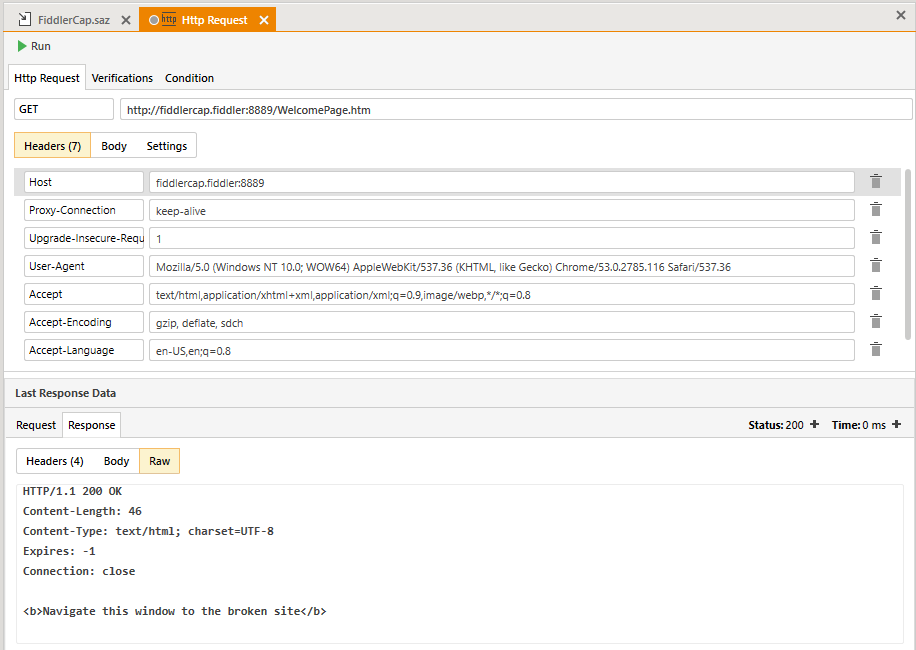 FiddlerCap.saz
http Http Request
Run
Http Request Verifications Condition
GET http://fiddlercap.fiddler:8889/WelcomePage.htm
Headers (7) Body Settings
Host fiddlercap.fiddler:8889
Proxy-Connection keep-alive
Upgrade-Insecure-Requ 1
User-Agent Mozilla/5.0 (Windows NT 10.0; WOW64) AppleWebKit/537.36 (KHTML, like Gecko) Chrome/53.0.2785.116 Safari/537.36
Accept text/html,application/xhtml+xml,application/xml;q=0.9,image/webp,*/*;q=0.8
Accept-Encoding gzip, deflate, sdch
Accept-Language en-US,en;q=0.8
Last Response Data
Request Response Status: 200 + Time: 0 ms +
Headers (4) Body Raw
HTTP/1.1 200 OK
Content-Length: 46
Content-Type: text/html; charset=UTF-8
Expires: -1
Connection: close
<b>Navigate this window to the broken site</b>